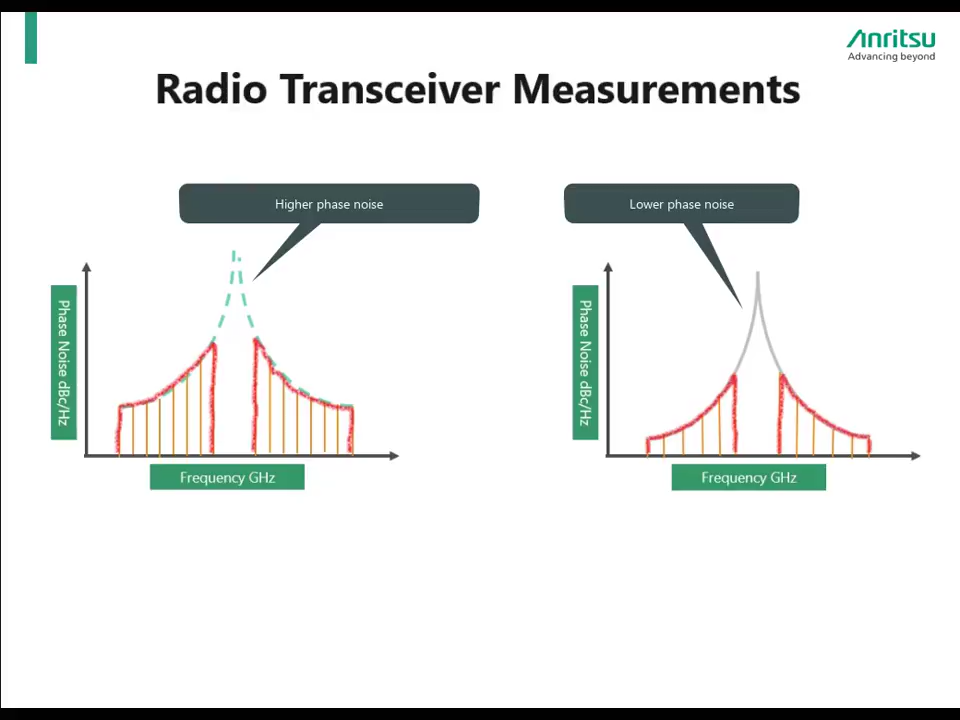 Anritsu
Advancing beyond
Radio Transceiver Measurements
Higher phase noise
Lower phase noise
Phase Noise dBc/Hz
Phase Noise dBc/Hz
Frequency GHz
Frequency GHz